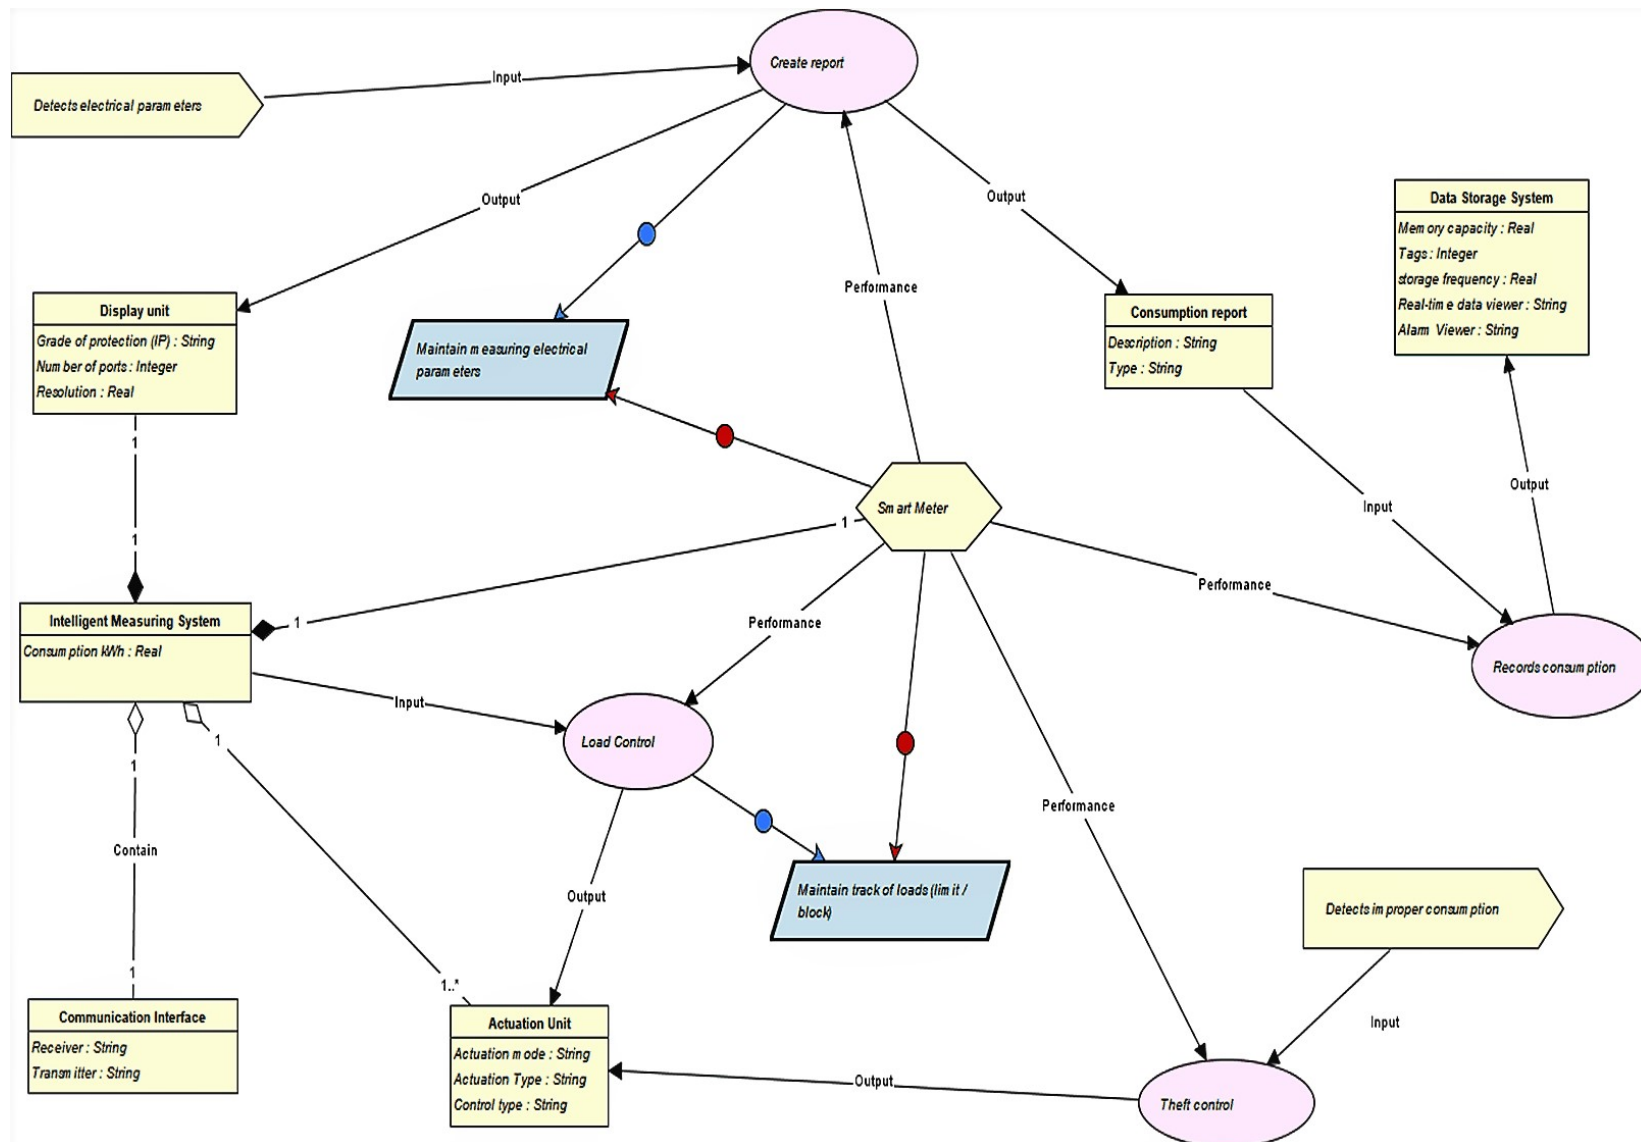 Create report
Input
Detects electrical parameters
Output
Output
Data Storage System
Memory capacity : Real
Tags : Integer
storage frequency : Real
Real-time data viewer : String
Alarm Viewer : String
Performance
Display unit
Grade of protection (IP) : String
Number of ports : Integer
Resolution : Real
Consumption report
Description : String
Type : String
Maintain measuring electrical
parameters
1
Output
Smart Meter
Input
1
1
Performance
Intelligent Measuring System
Consumption kWh : Real
1
Performance
Records consumption
Input
Load Control
1
1
Performance
Contain
Output
Maintain track of loads (limit /
block)
Detects improper consumption
1
1..*
Communication Interface
Receiver : String
Transmitter : String
Actuation Unit
Actuation mode : String
Actuation Type : String
Control type : String
Input
Output
Theft control